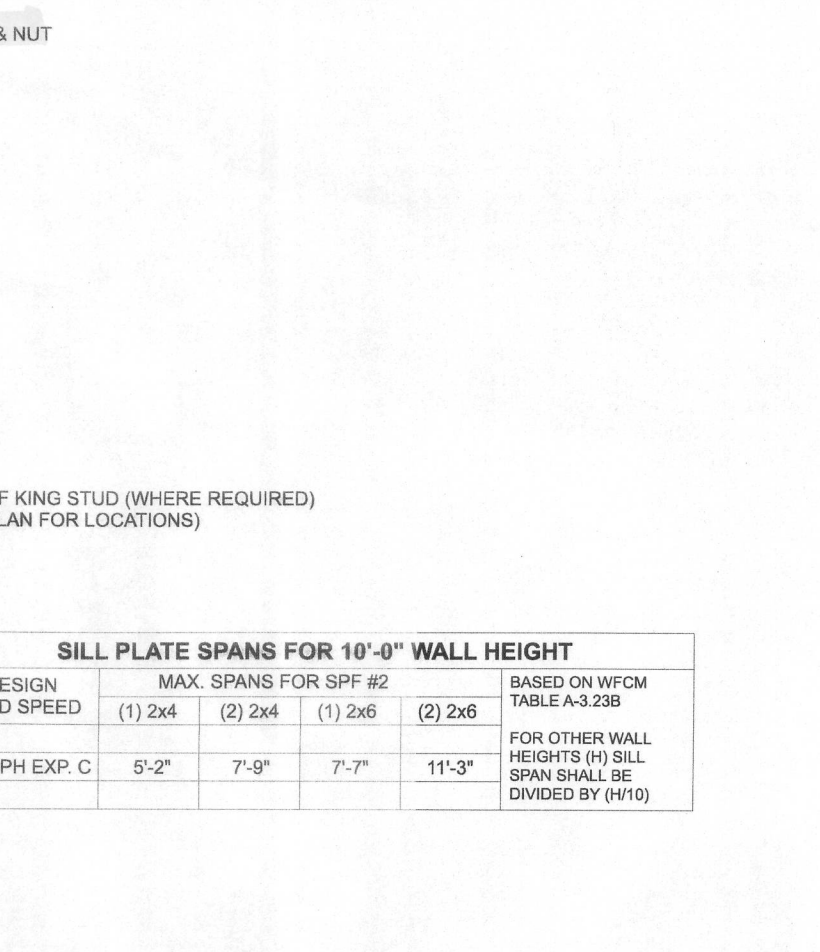 & NUT
F KING STUD (WHERE REQUIRED)
LAN FOR LOCATIONS)
SILL PLATE SPANS FOR 10'-0" WALL HEIGHT
ESIGN
D SPEED
MAX. SPANS FOR SPF #2
(1) 2x4 (2) 2x4 (1) 2x6 (2) 2x6
PH EXP. C 5'-2" 7'-9" 7'-7" 11'-3"
BASED ON WFCM
TABLE A-3.23B
FOR OTHER WALL
HEIGHTS (H) SILL
SPAN SHALL BE
DIVIDED BY (H/10)